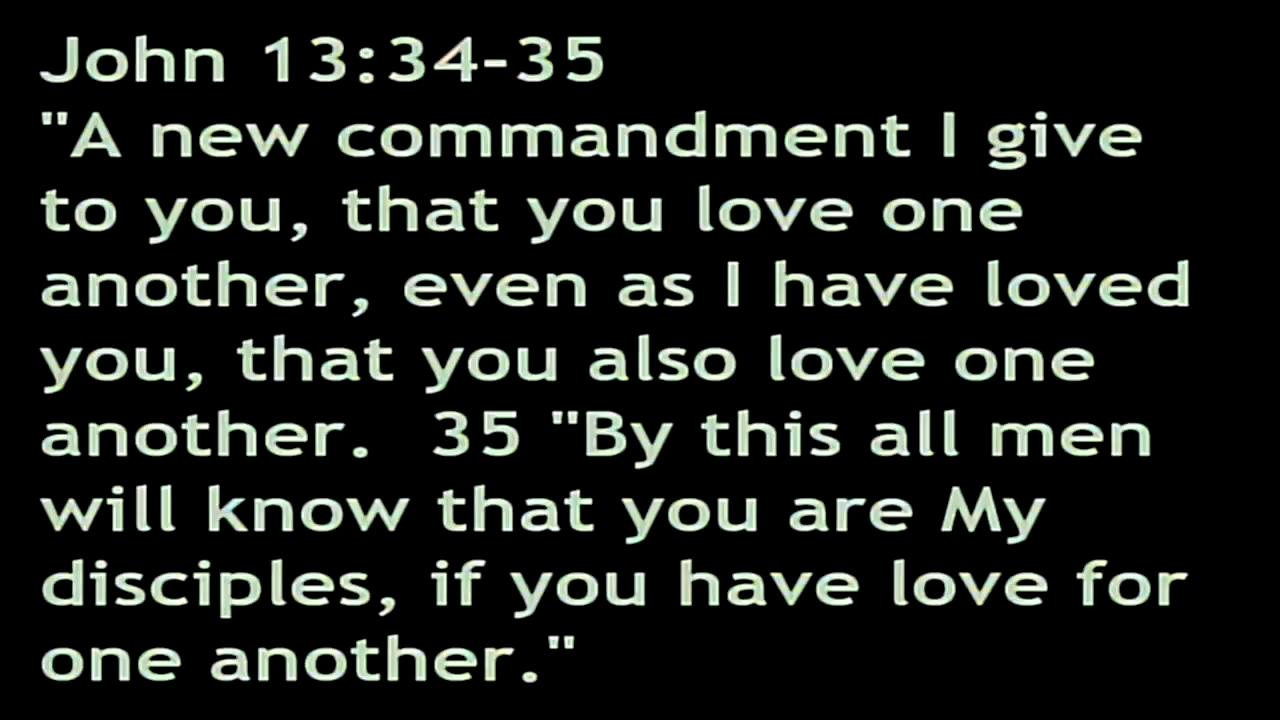 John 13:34-35
"A new commandment I give
to you, that you love one
another, even as I have loved
you, that you also love one
another.  35 "By this all men
will know that you are My
disciples, if you have love for
one another."